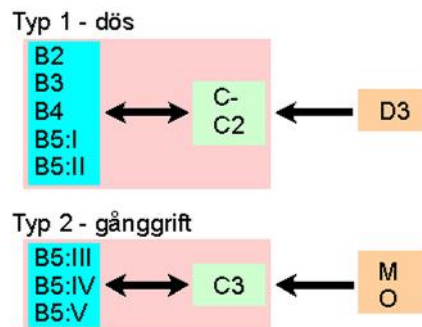 Typ 1 - dös
B2
B3
B4
B5:I
B5:II
C-
C2
D3
Typ 2 - gånggrift
B5:III
B5:IV
B5:V
C3
M
O